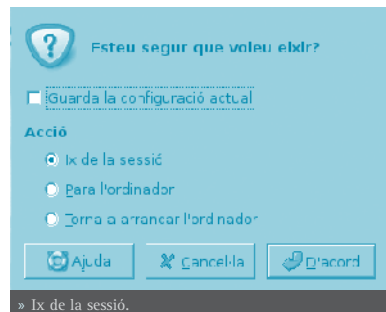 Esteu segur que voleu eixir?
Guarda la configuració actual
Acció
Ix de la sessió
Para l'ordinador
Torna a arrancar l'ordinador
Ajuda
Cancel·la
D'acord
» Ix de la sessió.